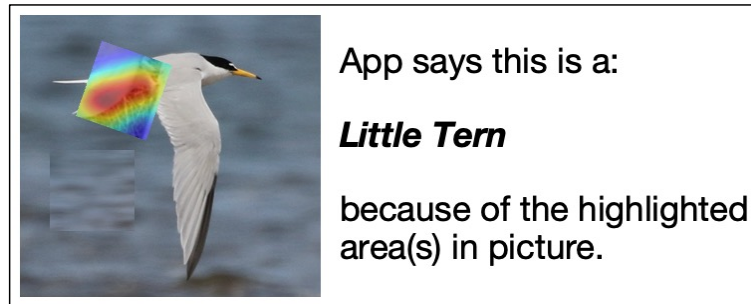 App says this is a:
Little Tern
because of the highlighted
area(s) in picture.